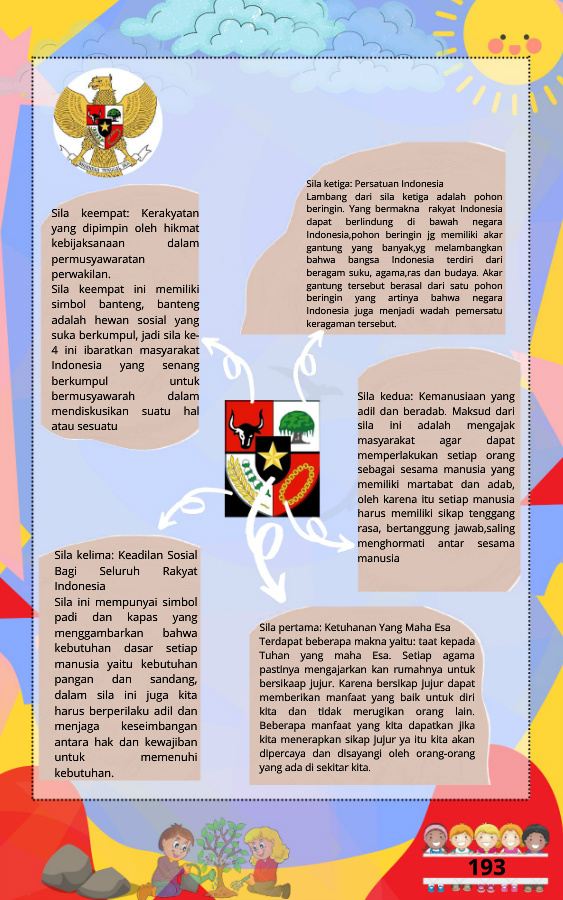 Sila keempat: Kerakyatan
yang dipimpin oleh hikmat
kebijaksanaan dalam
permusyawaratan
perwakilan.
Sila keempat ini memiliki
simbol banteng, banteng
adalah hewan sosial yang
suka berkumpul, jadi sila ke-
4 ini ibaratkan masyarakat
Indonesia yang senang
berkumpul untuk
bermusyawarah dalam
mendiskusikan suatu hal
atau sesuatu
Sila ketiga: Persatuan Indonesia
Lambang dari sila ketiga adalah pohon
beringin. Yang bermakna rakyat Indonesia
dapat berlindung di bawah negara
Indonesia,pohon beringin jg memiliki akar
gantung yang banyak,yg melambangkan
bahwa bangsa Indonesia terdiri dari
beragam suku, agama,ras dan budaya. Akar
gantung tersebut berasal dari satu pohon
beringin yang artinya bahwa negara
Indonesia juga menjadi wadah pemersatu
keragaman tersebut.
Sila kedua: Kemanusiaan yang
adil dan beradab. Maksud dari
sila ini adalah mengajak
masyarakat agar dapat
memperlakukan setiap orang
sebagai sesama manusia yang
memiliki martabat dan adab,
oleh karena itu setiap manusia
harus memiliki sikap tenggang
rasa, bertanggung jawab,saling
menghormati antar sesama
manusia
Sila kelima: Keadilan Sosial
Bagi Seluruh Rakyat
Indonesia
Sila ini mempunyai simbol
padi dan kapas yang
menggambarkan bahwa
kebutuhan dasar setiap
manusia yaitu kebutuhan
pangan dan sandang,
dalam sila ini juga kita
harus berperilaku adil dan
menjaga keseimbangan
antara hak dan kewajiban
untuk memenuhi
kebutuhan.
Sila pertama: Ketuhanan Yang Maha Esa
Terdapat beberapa makna yaitu: taat kepada
Tuhan yang maha Esa. Setiap agama
pastinya mengajarkan kan rumahnya untuk
bersikaap jujur. Karena bersikap jujur dapat
memberikan manfaat yang baik untuk diri
kita dan tidak merugikan orang lain.
Beberapa manfaat yang kita dapatkan jika
kita menerapkan sikap jujur ya itu kita akan
dipercaya dan disayangi oleh orang-orang
yang ada di sekitar kita.
193